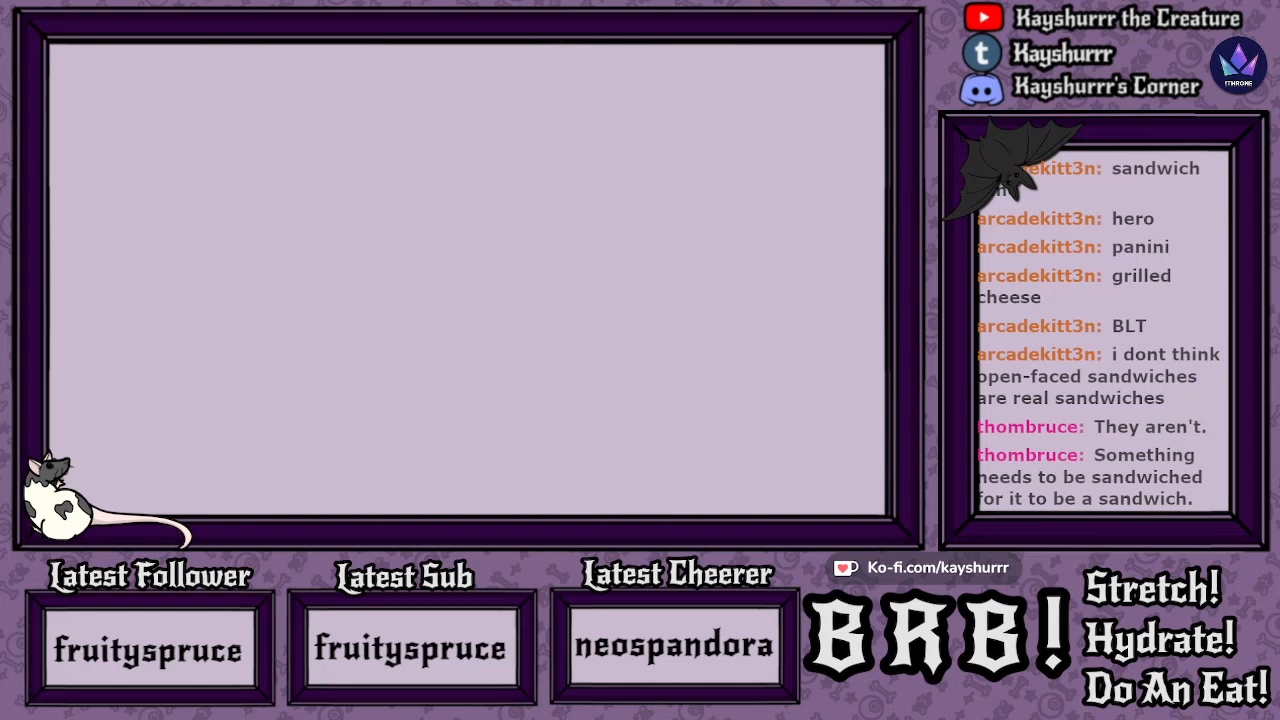 Kayshurrr the Creature
Kayshurrr
Kayshurrr's Corner
!THRONE
ekitt3n: sandwich
arcadekitt3n: hero
arcadekitt3n: panini
arcadekitt3n: grilled
cheese
arcadekitt3n: BLT
arcadekitt3n: i dont think
open-faced sandwiches
are real sandwiches
thombruce: They aren't.
thombruce: Something
needs to be sandwiched
for it to be a sandwich.
Latest Follower
fruityspruce
Latest Sub
fruityspruce
Latest Cheerer
neospandora
Ko-fi.com/kayshurrr
BRB!
Stretch!
Hydrate!
Do An Eat!